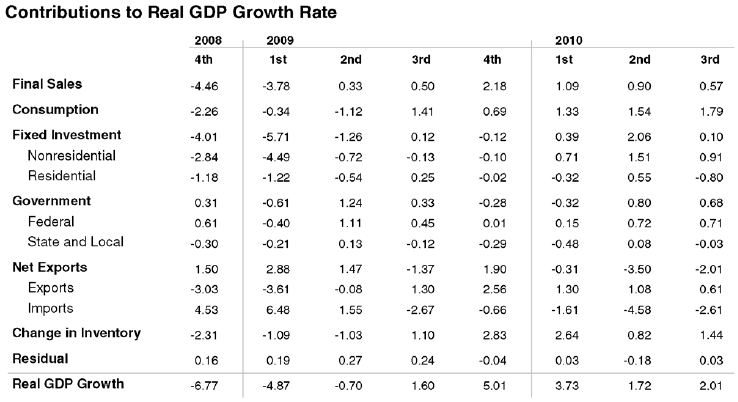 Contributions to Real GDP Growth Rate
2008 2009 2010
4th 1st 2nd 3rd 4th 1st 2nd 3rd
Final Sales -4.46 -3.78 0.33 0.50 2.18 1.09 0.90 0.57
Consumption -2.26 -0.34 -1.12 1.41 0.69 1.33 1.54 1.79
Fixed Investment -4.01 -5.71 -1.26 0.12 -0.12 0.39 2.06 0.10
Nonresidential -2.84 -4.49 -0.72 -0.13 -0.10 0.71 1.51 0.91
Residential -1.18 -1.22 -0.54 0.25 -0.02 -0.32 0.55 -0.80
Government 0.31 -0.61 1.24 0.33 -0.28 -0.32 0.80 0.68
Federal 0.61 -0.40 1.11 0.45 0.01 0.15 0.72 0.71
State and Local -0.30 -0.21 0.13 -0.12 -0.29 -0.48 0.08 -0.03
Net Exports 1.50 2.88 1.47 -1.37 1.90 -0.31 -3.50 -2.01
Exports -3.03 -3.61 -0.08 1.30 2.56 1.30 1.08 0.61
Imports 4.53 6.48 1.55 -2.67 -0.66 -1.61 -4.58 -2.61
Change in Inventory -2.31 -1.09 -1.03 1.10 2.83 2.64 0.82 1.44
Residual 0.16 0.19 0.27 0.24 -0.04 0.03 -0.18 0.03
Real GDP Growth -6.77 -4.87 -0.70 1.60 5.01 3.73 1.72 2.01